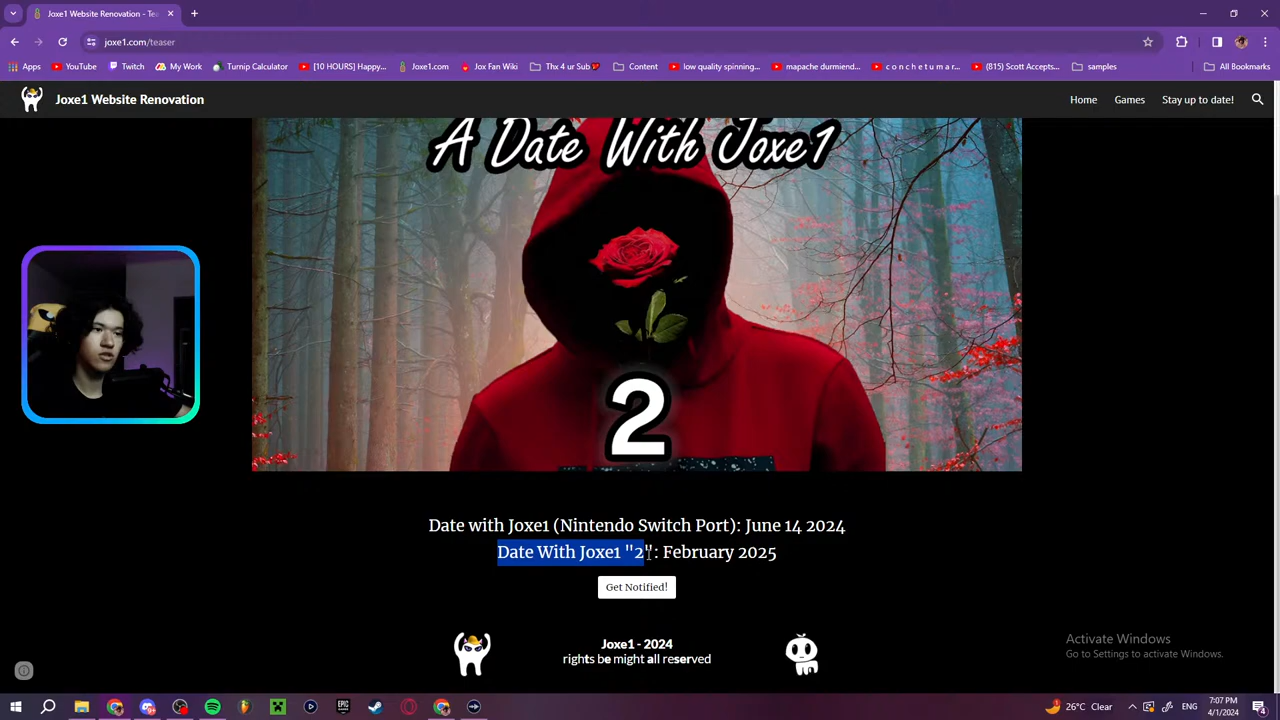 Joxe1 Website Renovation - Tea
joxe1.com/teaser
Apps
YouTube
Twitch
My Work
Turnip Calculator
[10 HOURS] Happy...
Joxe1.com
Jox Fan Wiki
Thx 4 ur Sub
Content
low quality spinning...
mapache durmiend...
c o n c h e t u m a r...
(815) Scott Accepts...
samples
All Bookmarks
Joxe1 Website Renovation
Home
Games
Stay up to date!
A Date With Joxe1
2
Date with Joxe1 (Nintendo Switch Port): June 14 2024
Date With Joxe1 "2": February 2025
Get Notified!
Joxe1 - 2024
rights be might all reserved
Activate Windows
Go to Settings to activate Windows.
EPIC
26°C Clear
7:07 PM
4/1/2024